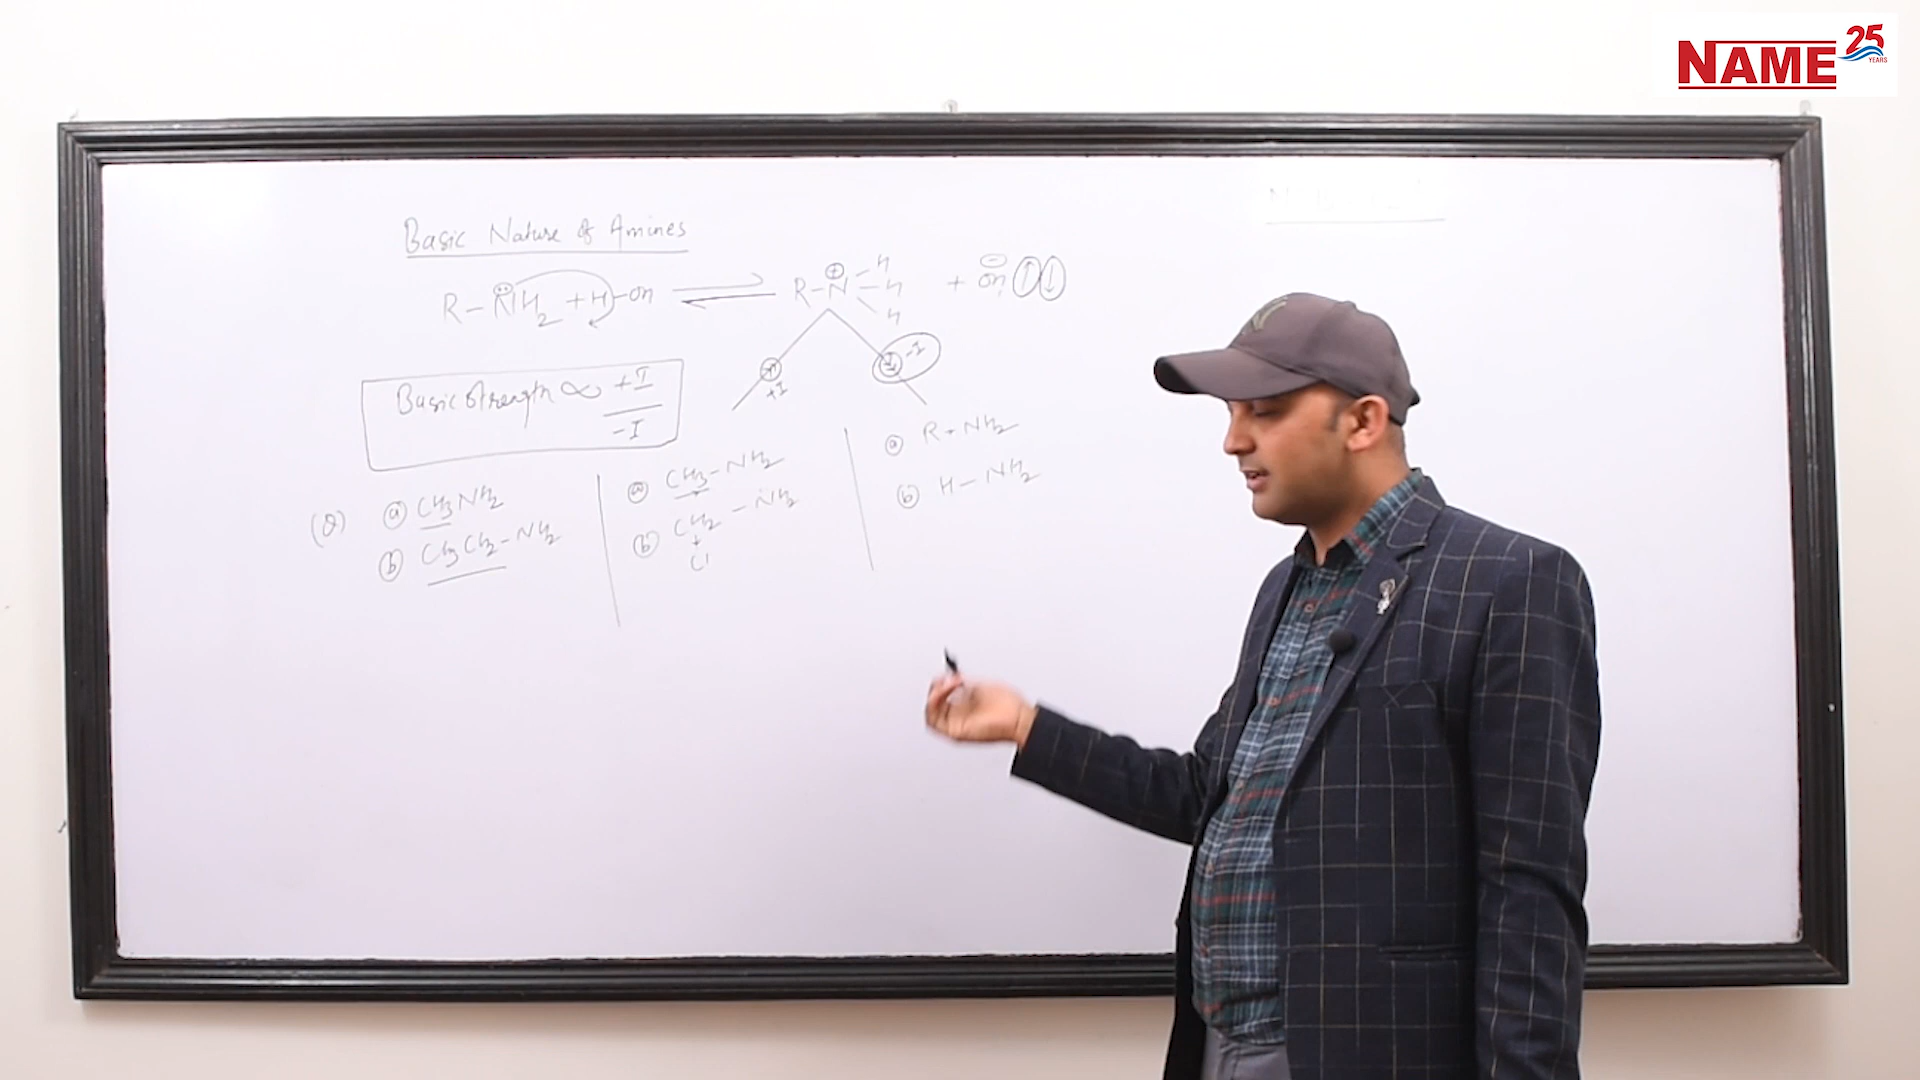 NAME 25 YEARS
Basic Nature of Amines
R-NH2 + H-OH ⇌ R-N⊕-H -H -H + OH⊖ ↑ ↓
+I -I
Basic Strength ∝ +I / -I
(Q) ⓐ CH3NH2
ⓑ CH3CH2-NH2
ⓐ CH3-NH2
ⓑ CH2-NH2
Cl
ⓐ R-NH2
ⓑ H-NH2